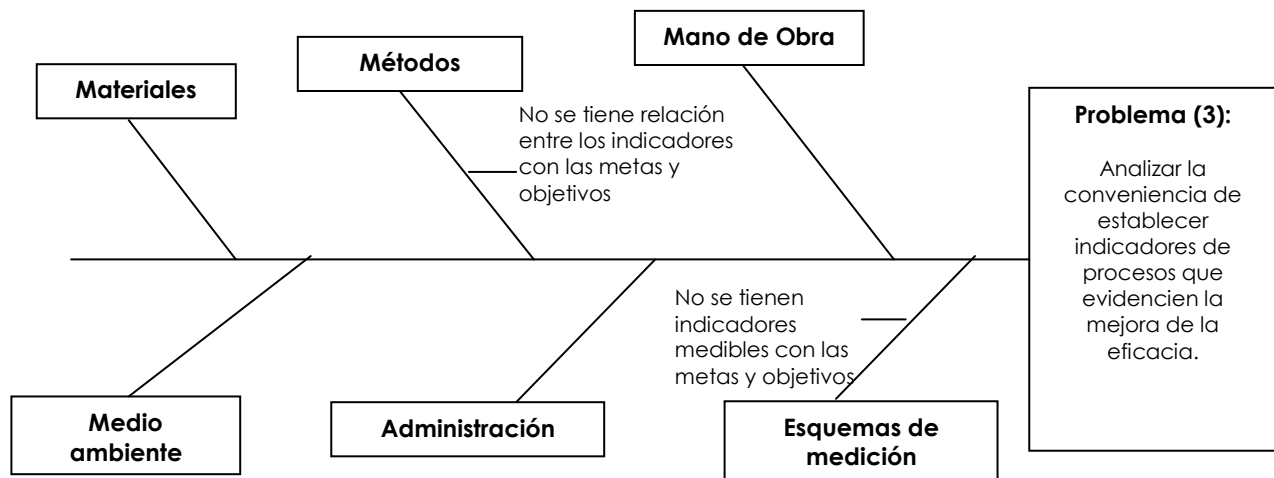 Mano de Obra
Métodos
Materiales
No se tiene relación
entre los indicadores
con las metas y
objetivos
Problema (3):
Analizar la
conveniencia de
establecer
indicadores de
procesos que
evidencien la
mejora de la
eficacia.
No se tienen
indicadores
medibles con las
metas y objetivos
Medio
ambiente
Administración
Esquemas de
medición